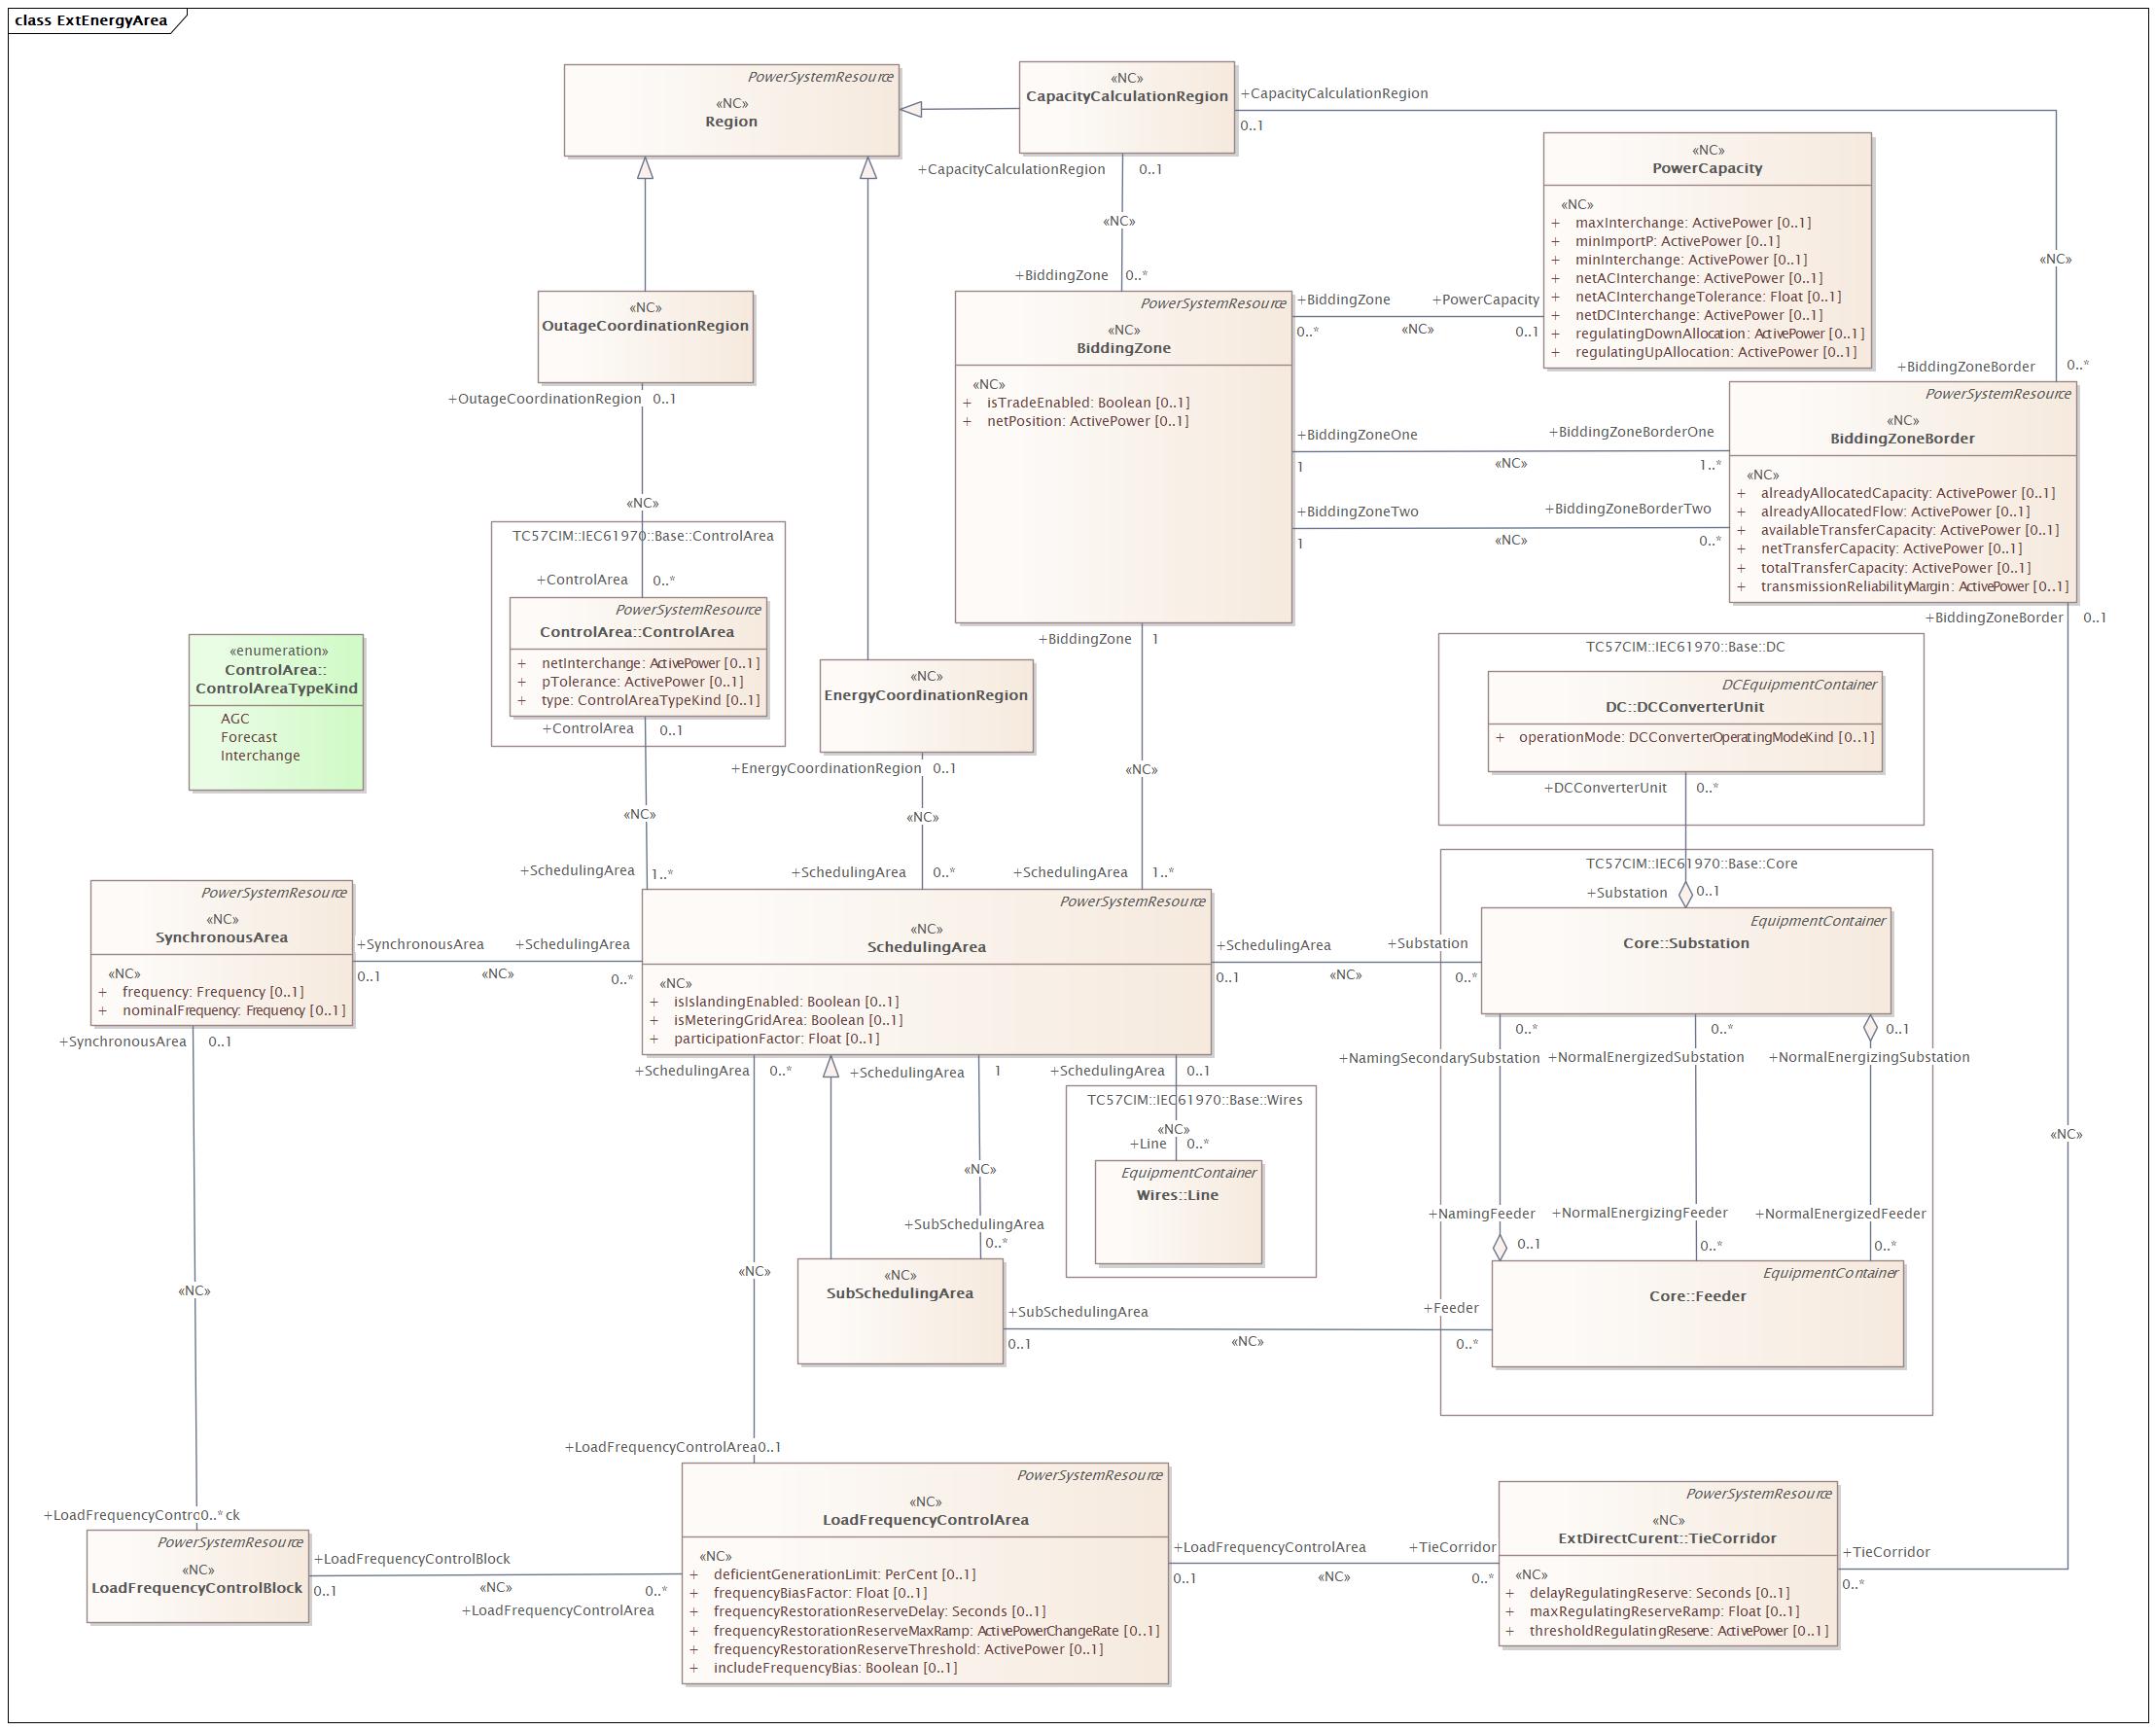 class ExtEnergyArea
PowerSystemResource
«NC»
Region
«NC»
CapacityCalculationRegion
+CapacityCalculationRegion
0..1
+CapacityCalculationRegion
0..1
«NC»
+BiddingZone
0..*
«NC»
PowerCapacity
«NC»
+ maxInterchange: ActivePower [0..1]
+ minImportP: ActivePower [0..1]
+ minInterchange: ActivePower [0..1]
+ netACInterchange: ActivePower [0..1]
+ netACInterchangeTolerance: Float [0..1]
+ netDCInterchange: ActivePower [0..1]
+ regulatingDownAllocation: ActivePower [0..1]
+ regulatingUpAllocation: ActivePower [0..1]
«NC»
+BiddingZoneBorder
0..*
«NC»
OutageCoordinationRegion
+OutageCoordinationRegion
0..1
«NC»
PowerSystemResource
«NC»
BiddingZone
«NC»
+ isTradeEnabled: Boolean [0..1]
+ netPosition: ActivePower [0..1]
+BiddingZone
+PowerCapacity
0..*
«NC»
0..1
+BiddingZoneOne
+BiddingZoneBorderOne
1
«NC»
1..*
+BiddingZoneTwo
+BiddingZoneBorderTwo
1
«NC»
0..*
PowerSystemResource
«NC»
BiddingZoneBorder
«NC»
+ alreadyAllocatedCapacity: ActivePower [0..1]
+ alreadyAllocatedFlow: ActivePower [0..1]
+ availableTransferCapacity: ActivePower [0..1]
+ netTransferCapacity: ActivePower [0..1]
+ totalTransferCapacity: ActivePower [0..1]
+ transmissionReliabilityMargin: ActivePower [0..1]
+BiddingZoneBorder
0..1
TC57CIM::IEC61970::Base::ControlArea
+ControlArea
0..*
PowerSystemResource
ControlArea::ControlArea
+ netInterchange: ActivePower [0..1]
+ pTolerance: ActivePower [0..1]
+ type: ControlAreaTypeKind [0..1]
+ControlArea
0..1
«NC»
«enumeration»
ControlArea::
ControlAreaTypeKind
AGC
Forecast
Interchange
«NC»
EnergyCoordinationRegion
+EnergyCoordinationRegion
0..1
«NC»
+BiddingZone
1
«NC»
TC57CIM::IEC61970::Base::DC
DCEquipmentContainer
DC::DCConverterUnit
+ operationMode: DCConverterOperatingModeKind [0..1]
+DCConverterUnit
0..*
TC57CIM::IEC61970::Base::Core
+Substation
0..1
EquipmentContainer
Core::Substation
+SchedulingArea
1..*
+SchedulingArea
0..*
+SchedulingArea
1..*
PowerSystemResource
«NC»
SynchronousArea
«NC»
+ frequency: Frequency [0..1]
+ nominalFrequency: Frequency [0..1]
+SynchronousArea
+SchedulingArea
0..1
«NC»
0..*
PowerSystemResource
«NC»
SchedulingArea
«NC»
+ isIslandingEnabled: Boolean [0..1]
+ isMeteringGridArea: Boolean [0..1]
+ participationFactor: Float [0..1]
+SchedulingArea
+Substation
0..1
«NC»
0..*
+SynchronousArea
0..1
«NC»
+SchedulingArea
0..*
+SchedulingArea
1
+SchedulingArea
0..1
0..*
+NamingSecondarySubstation
0..*
+NormalEnergizedSubstation
0..1
+NormalEnergizingSubstation
TC57CIM::IEC61970::Base::Wires
«NC»
+Line
0..*
EquipmentContainer
Wires::Line
«NC»
+SubSchedulingArea
0..*
«NC»
«NC»
SubSchedulingArea
+SubSchedulingArea
+Feeder
0..1
«NC»
0..*
+NamingFeeder
0..1
+NormalEnergizingFeeder
0..*
+NormalEnergizedFeeder
0..*
EquipmentContainer
Core::Feeder
«NC»
+LoadFrequencyControlArea
0..1
+LoadFrequencyContro
0..*
ck
PowerSystemResource
«NC»
LoadFrequencyControlBlock
+LoadFrequencyControlBlock
0..1
«NC»
0..*
+LoadFrequencyControlArea
PowerSystemResource
«NC»
LoadFrequencyControlArea
«NC»
+ deficientGenerationLimit: PerCent [0..1]
+ frequencyBiasFactor: Float [0..1]
+ frequencyRestorationReserveDelay: Seconds [0..1]
+ frequencyRestorationReserveMaxRamp: ActivePowerChangeRate [0..1]
+ frequencyRestorationReserveThreshold: ActivePower [0..1]
+ includeFrequencyBias: Boolean [0..1]
+LoadFrequencyControlArea
+TieCorridor
0..1
«NC»
0..*
PowerSystemResource
«NC»
ExtDirectCurent::TieCorridor
«NC»
+ delayRegulatingReserve: Seconds [0..1]
+ maxRegulatingReserveRamp: Float [0..1]
+ thresholdRegulatingReserve: ActivePower [0..1]
+TieCorridor
0..*